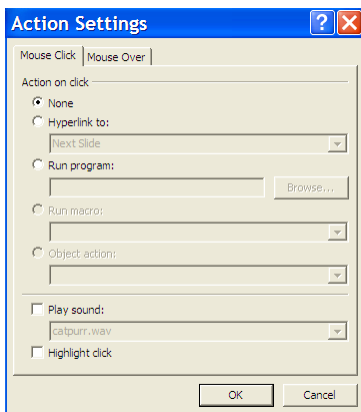 Action Settings
Mouse Click Mouse Over
Action on click
None
Hyperlink to:
Next Slide
Run program:
Browse...
Run macro:
Object action:
Play sound:
catpurr.wav
Highlight click
OK Cancel